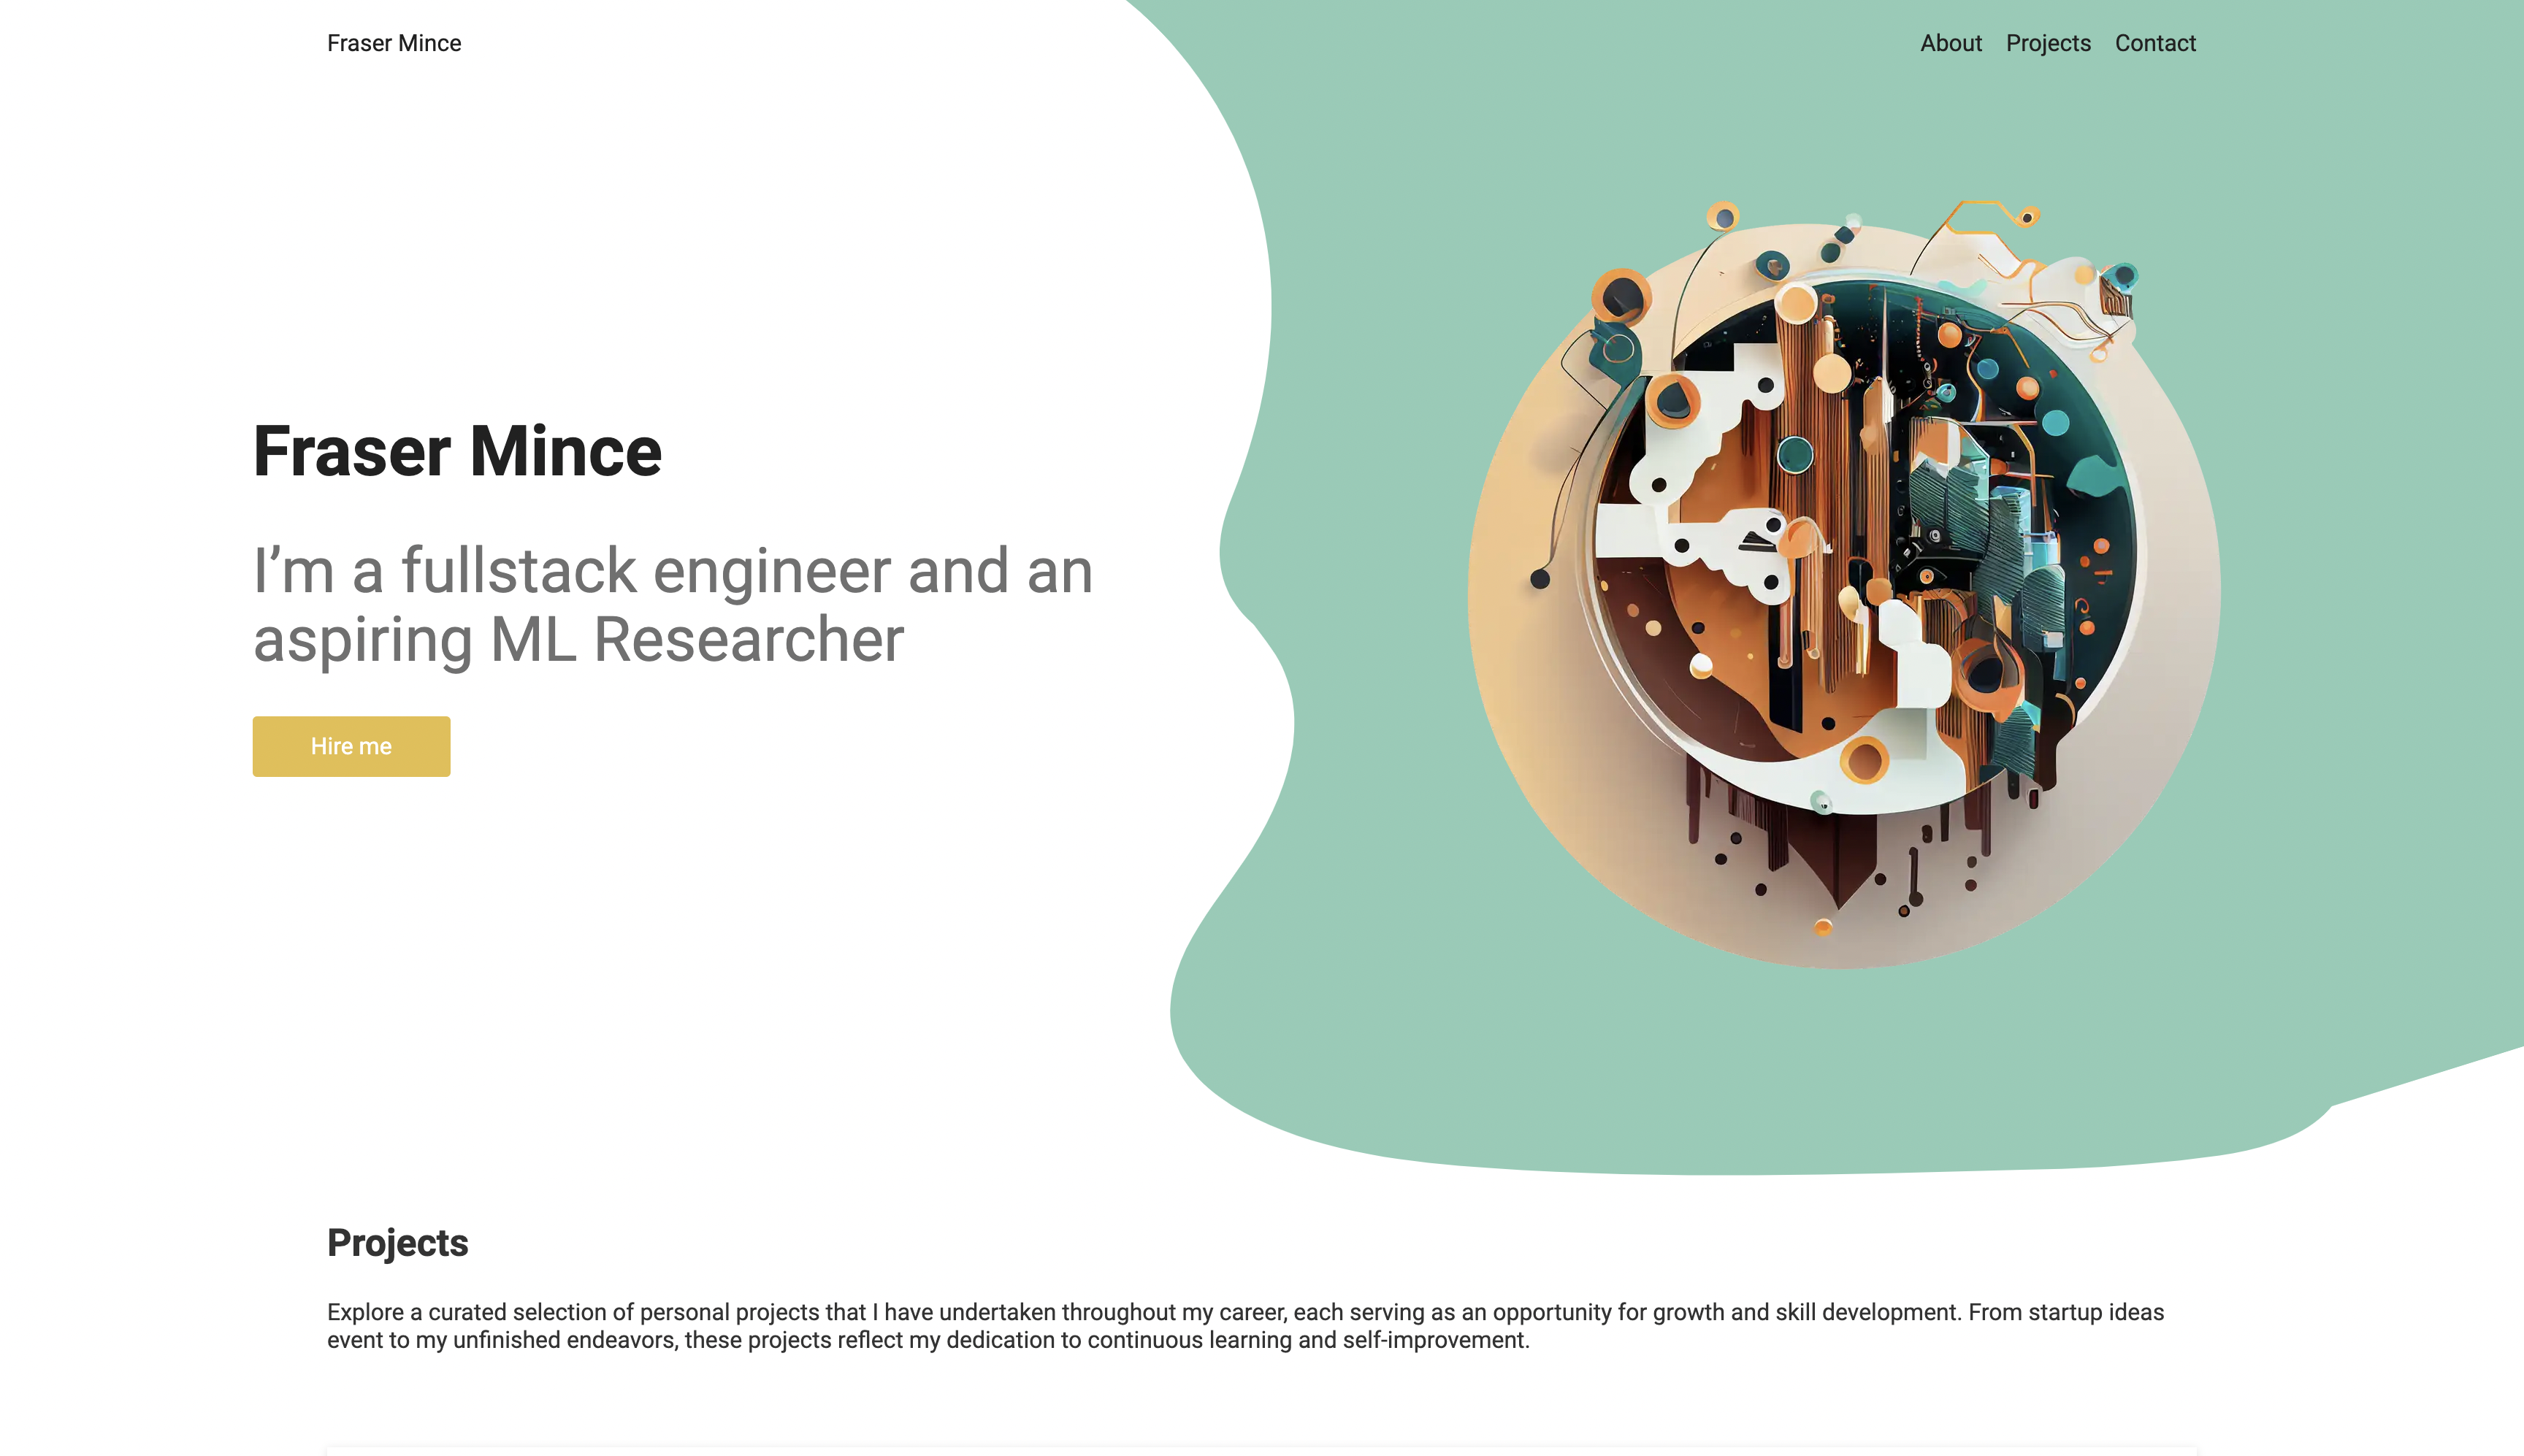 Fraser Mince
About Projects Contact
Fraser Mince
I’m a fullstack engineer and an
aspiring ML Researcher
Hire me
Projects
Explore a curated selection of personal projects that I have undertaken throughout my career, each serving as an opportunity for growth and skill development. From startup ideas
event to my unfinished endeavors, these projects reflect my dedication to continuous learning and self-improvement.